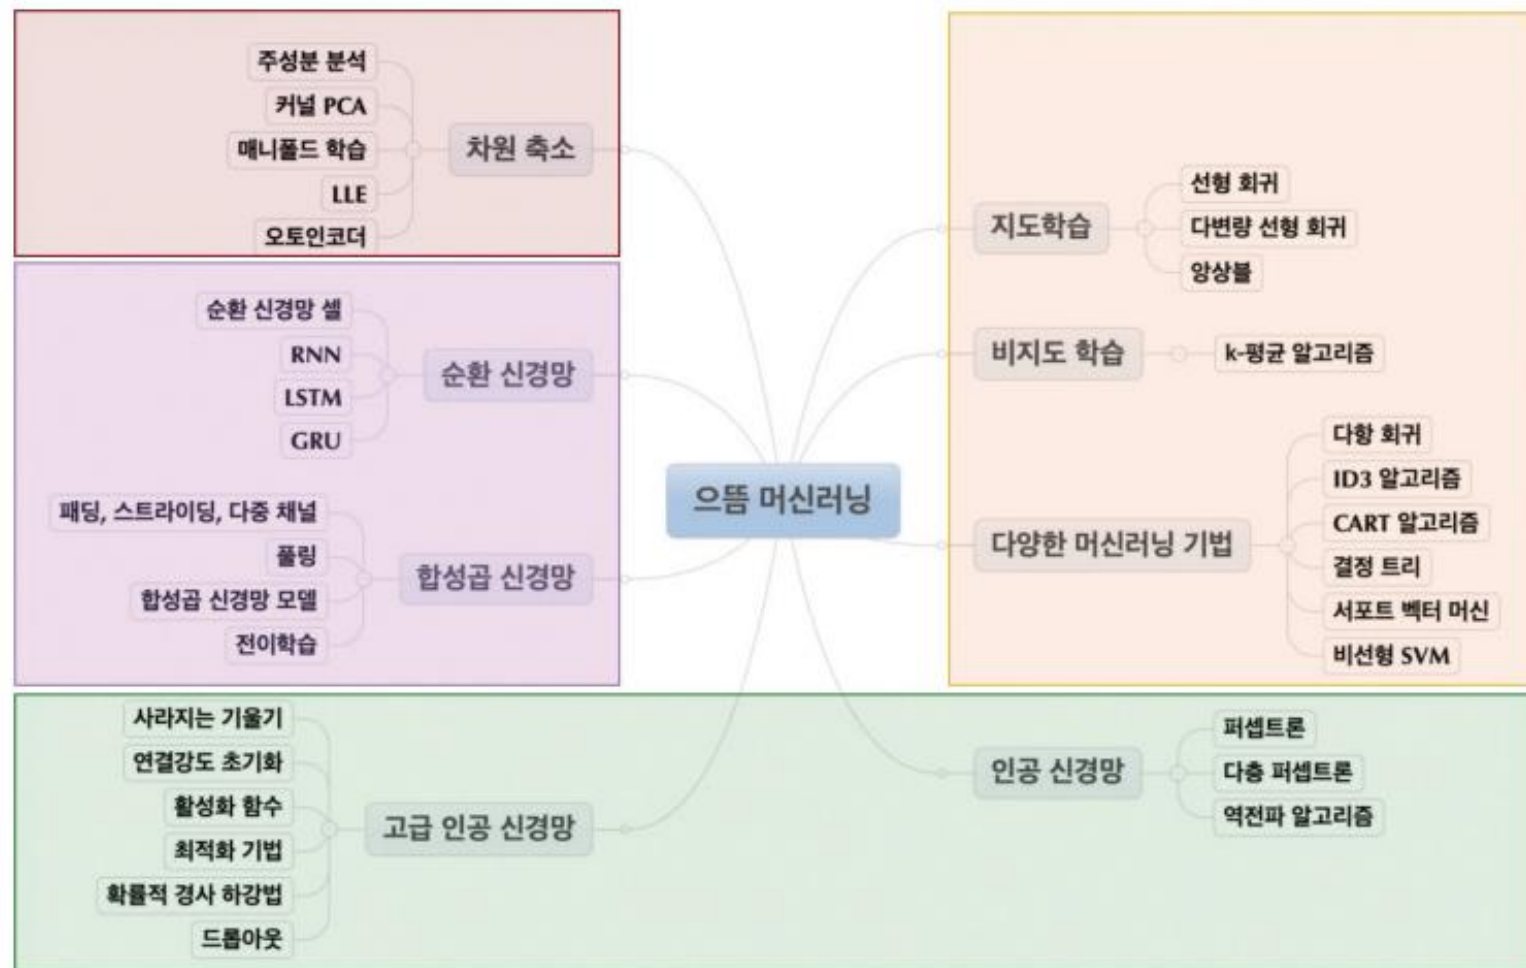 주성분 분석
커널 PCA
매니폴드 학습
LLE
오토인코더
차원 축소
순환 신경망 셀
RNN
LSTM
GRU
순환 신경망
패딩, 스트라이딩, 다중 채널
풀링
합성곱 신경망 모델
전이학습
합성곱 신경망
으뜸 머신러닝
지도학습
선형 회귀
다변량 선형 회귀
앙상블
비지도 학습
k-평균 알고리즘
다양한 머신러닝 기법
다항 회귀
ID3 알고리즘
CART 알고리즘
결정 트리
서포트 벡터 머신
비선형 SVM
사라지는 기울기
연결강도 초기화
활성화 함수
최적화 기법
확률적 경사 하강법
드롭아웃
고급 인공 신경망
인공 신경망
퍼셉트론
다층 퍼셉트론
역전파 알고리즘